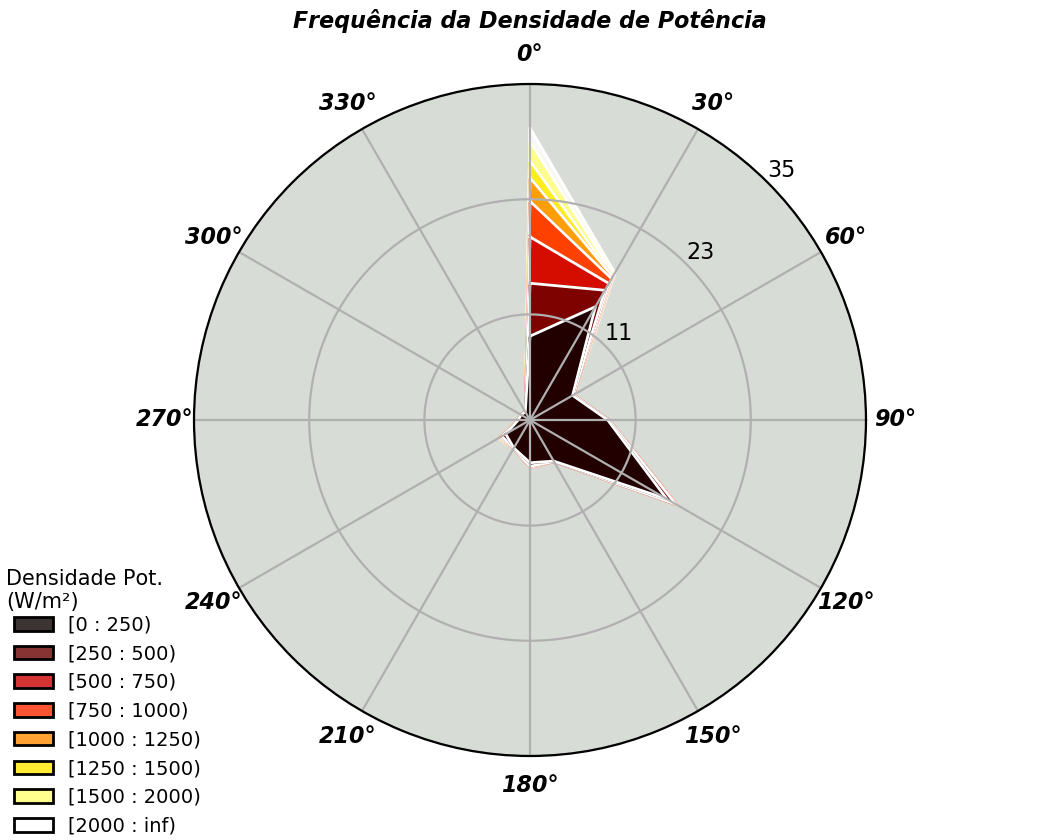 Frequência da Densidade de Potência
0°
330°
30°
35
300°
60°
23
11
270°
90°
240°
120°
210°
150°
180°
Densidade Pot.
(W/m²)
[0 : 250)
[250 : 500)
[500 : 750)
[750 : 1000)
[1000 : 1250)
[1250 : 1500)
[1500 : 2000)
[2000 : inf)